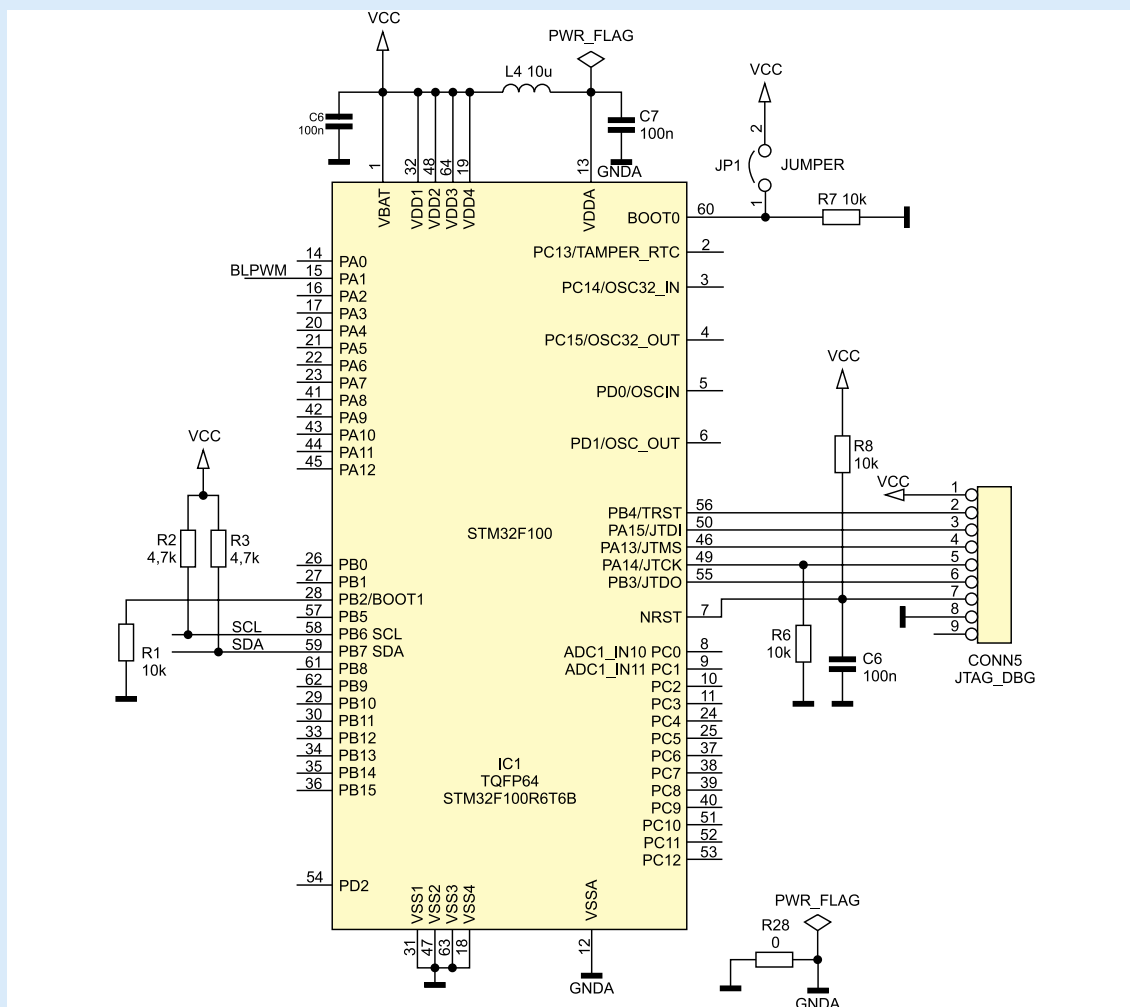 VCC
PWR_FLAG
L4 10u
C6
100n
C7
100n
GNDA
VCC
2
JP1
JUMPER
1
R7 10k
1
32
48
64
19
13
VBAT
VDD1
VDD2
VDD3
VDD4
VDDA
BOOT0 60
PC13/TAMPER_RTC 2
PC14/OSC32_IN 3
PC15/OSC32_OUT 4
PD0/OSCIN 5
PD1/OSC_OUT 6
14 PA0
BLPWM 15 PA1
16 PA2
17 PA3
20 PA4
21 PA5
22 PA6
23 PA7
41 PA8
42 PA9
43 PA10
44 PA11
45 PA12
VCC
R2
4,7k
R3
4,7k
STM32F100
VCC
R8
10k
VCC
1
PB4/TRST 56 2
PA15/JTDI 50 3
PA13/JTMS 46 4
PA14/JTCK 49 5
PB3/JTDO 55 6
NRST 7 7
8
9
CONN5
JTAG_DBG
R6
10k
C6
100n
26 PB0
27 PB1
28 PB2/BOOT1
57 PB5
SCL 58 PB6 SCL
SDA 59 PB7 SDA
61 PB8
62 PB9
29 PB10
30 PB11
33 PB12
34 PB13
35 PB14
36 PB15
R1
10k
ADC1_IN10 PC0 8
ADC1_IN11 PC1 9
PC2 10
PC3 11
PC4 24
PC5 25
PC6 37
PC7 38
PC8 39
PC9 40
PC10 51
PC11 52
PC12 53
IC1
TQFP64
STM32F100R6T6B
54 PD2
VSS1
VSS2
VSS3
VSS4
VSSA
31
47
63
18
12
GNDA
PWR_FLAG
R28
0
GNDA